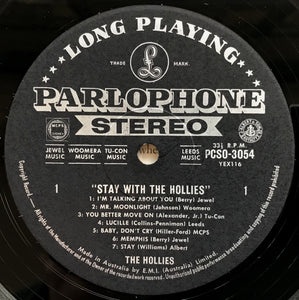 LONG PLAYING
TRADE MARK.
PARLOPHONE
STEREO
JEWEL MUSIC
WOOMERA MUSIC
TU-CON MUSIC
LEEDS MUSIC
33⅓ R.P.M.
PCSO-3054
YEX116
1
1
"STAY WITH THE HOLLIES"
1: I'M TALKING ABOUT YOU (Berry) Jewel
2: MR. MOONLIGHT (Johnson) Woomera
3: YOU BETTER MOVE ON (Alexander, Jr.) Tu-Con
4: LUCILLE (Collins-Penniman) Leeds
5: BABY, DON'T CRY (Hiller-Ford) MCPS
6: MEMPHIS (Berry) Jewel
7: STAY (Williams) Albert
THE HOLLIES
Made in Australia by E.M.I. (Australia) Limited.